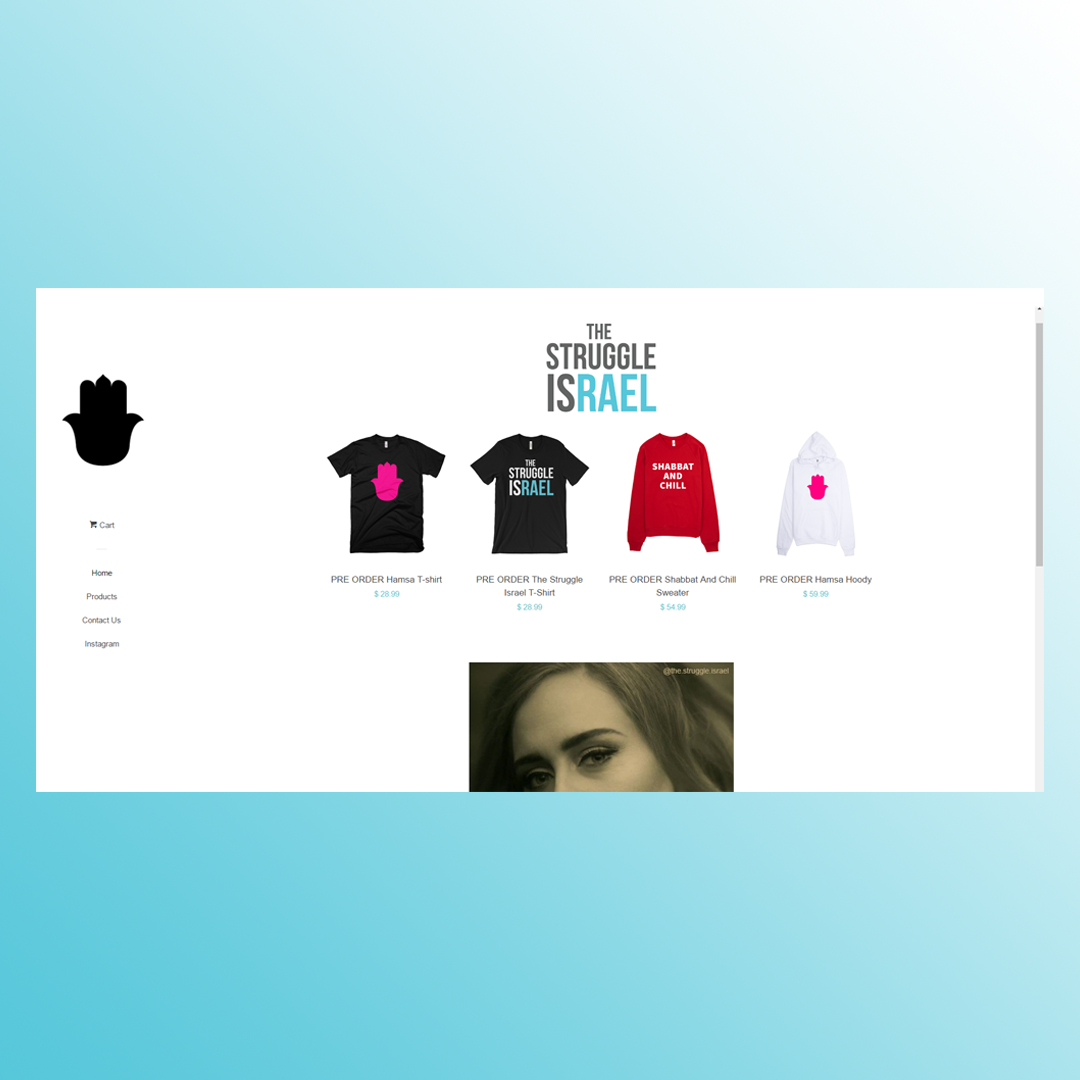 THE
STRUGGLE
ISRAEL
THE
STRUGGLE
ISRAEL
SHABBAT
AND
CHILL
Cart
Home
Products
Contact Us
Instagram
PRE ORDER Hamsa T-shirt
$ 28.99
PRE ORDER The Struggle
Israel T-Shirt
$ 28.99
PRE ORDER Shabbat And Chill
Sweater
$ 54.99
PRE ORDER Hamsa Hoody
$ 59.99
@the.struggle.israel